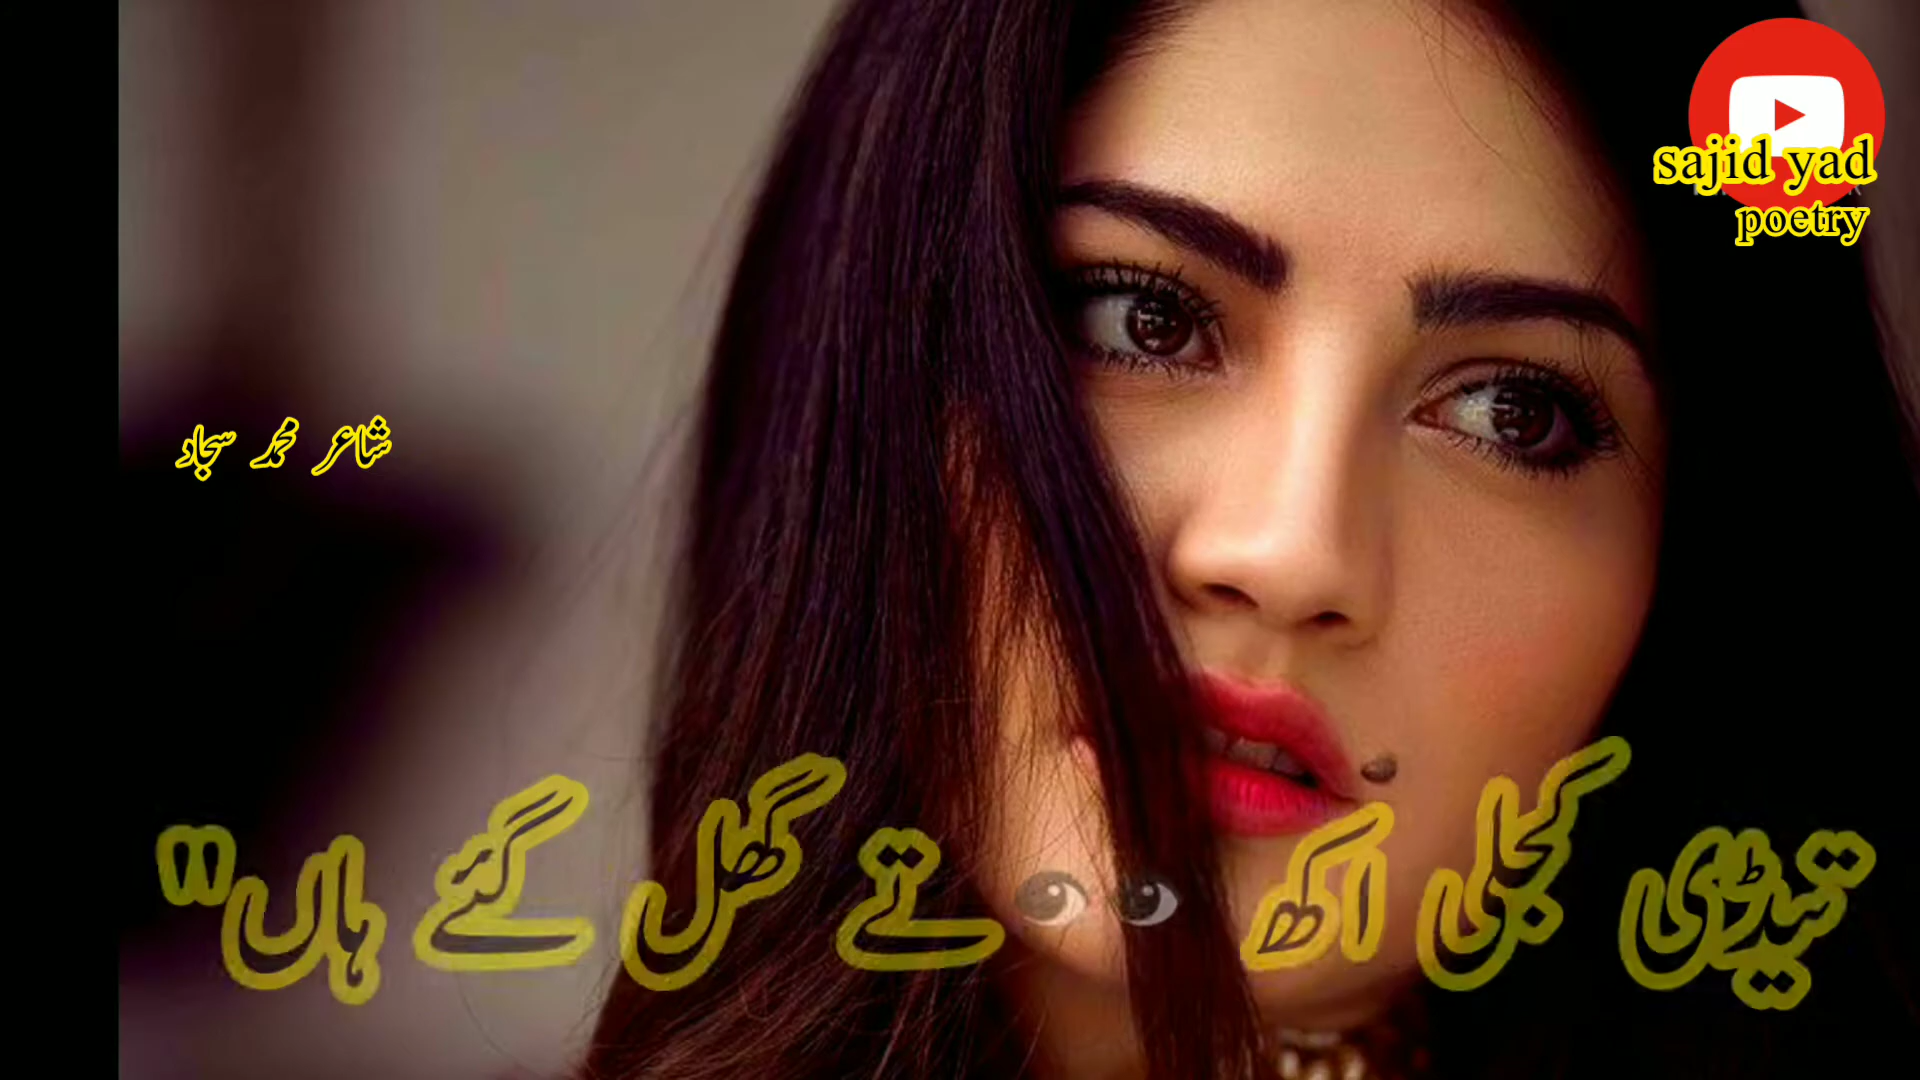 sajid yad
poetry
شاعر محمد سجاد
تیڈی کجلی اکھ 👀تے گھل گئے ہاں"